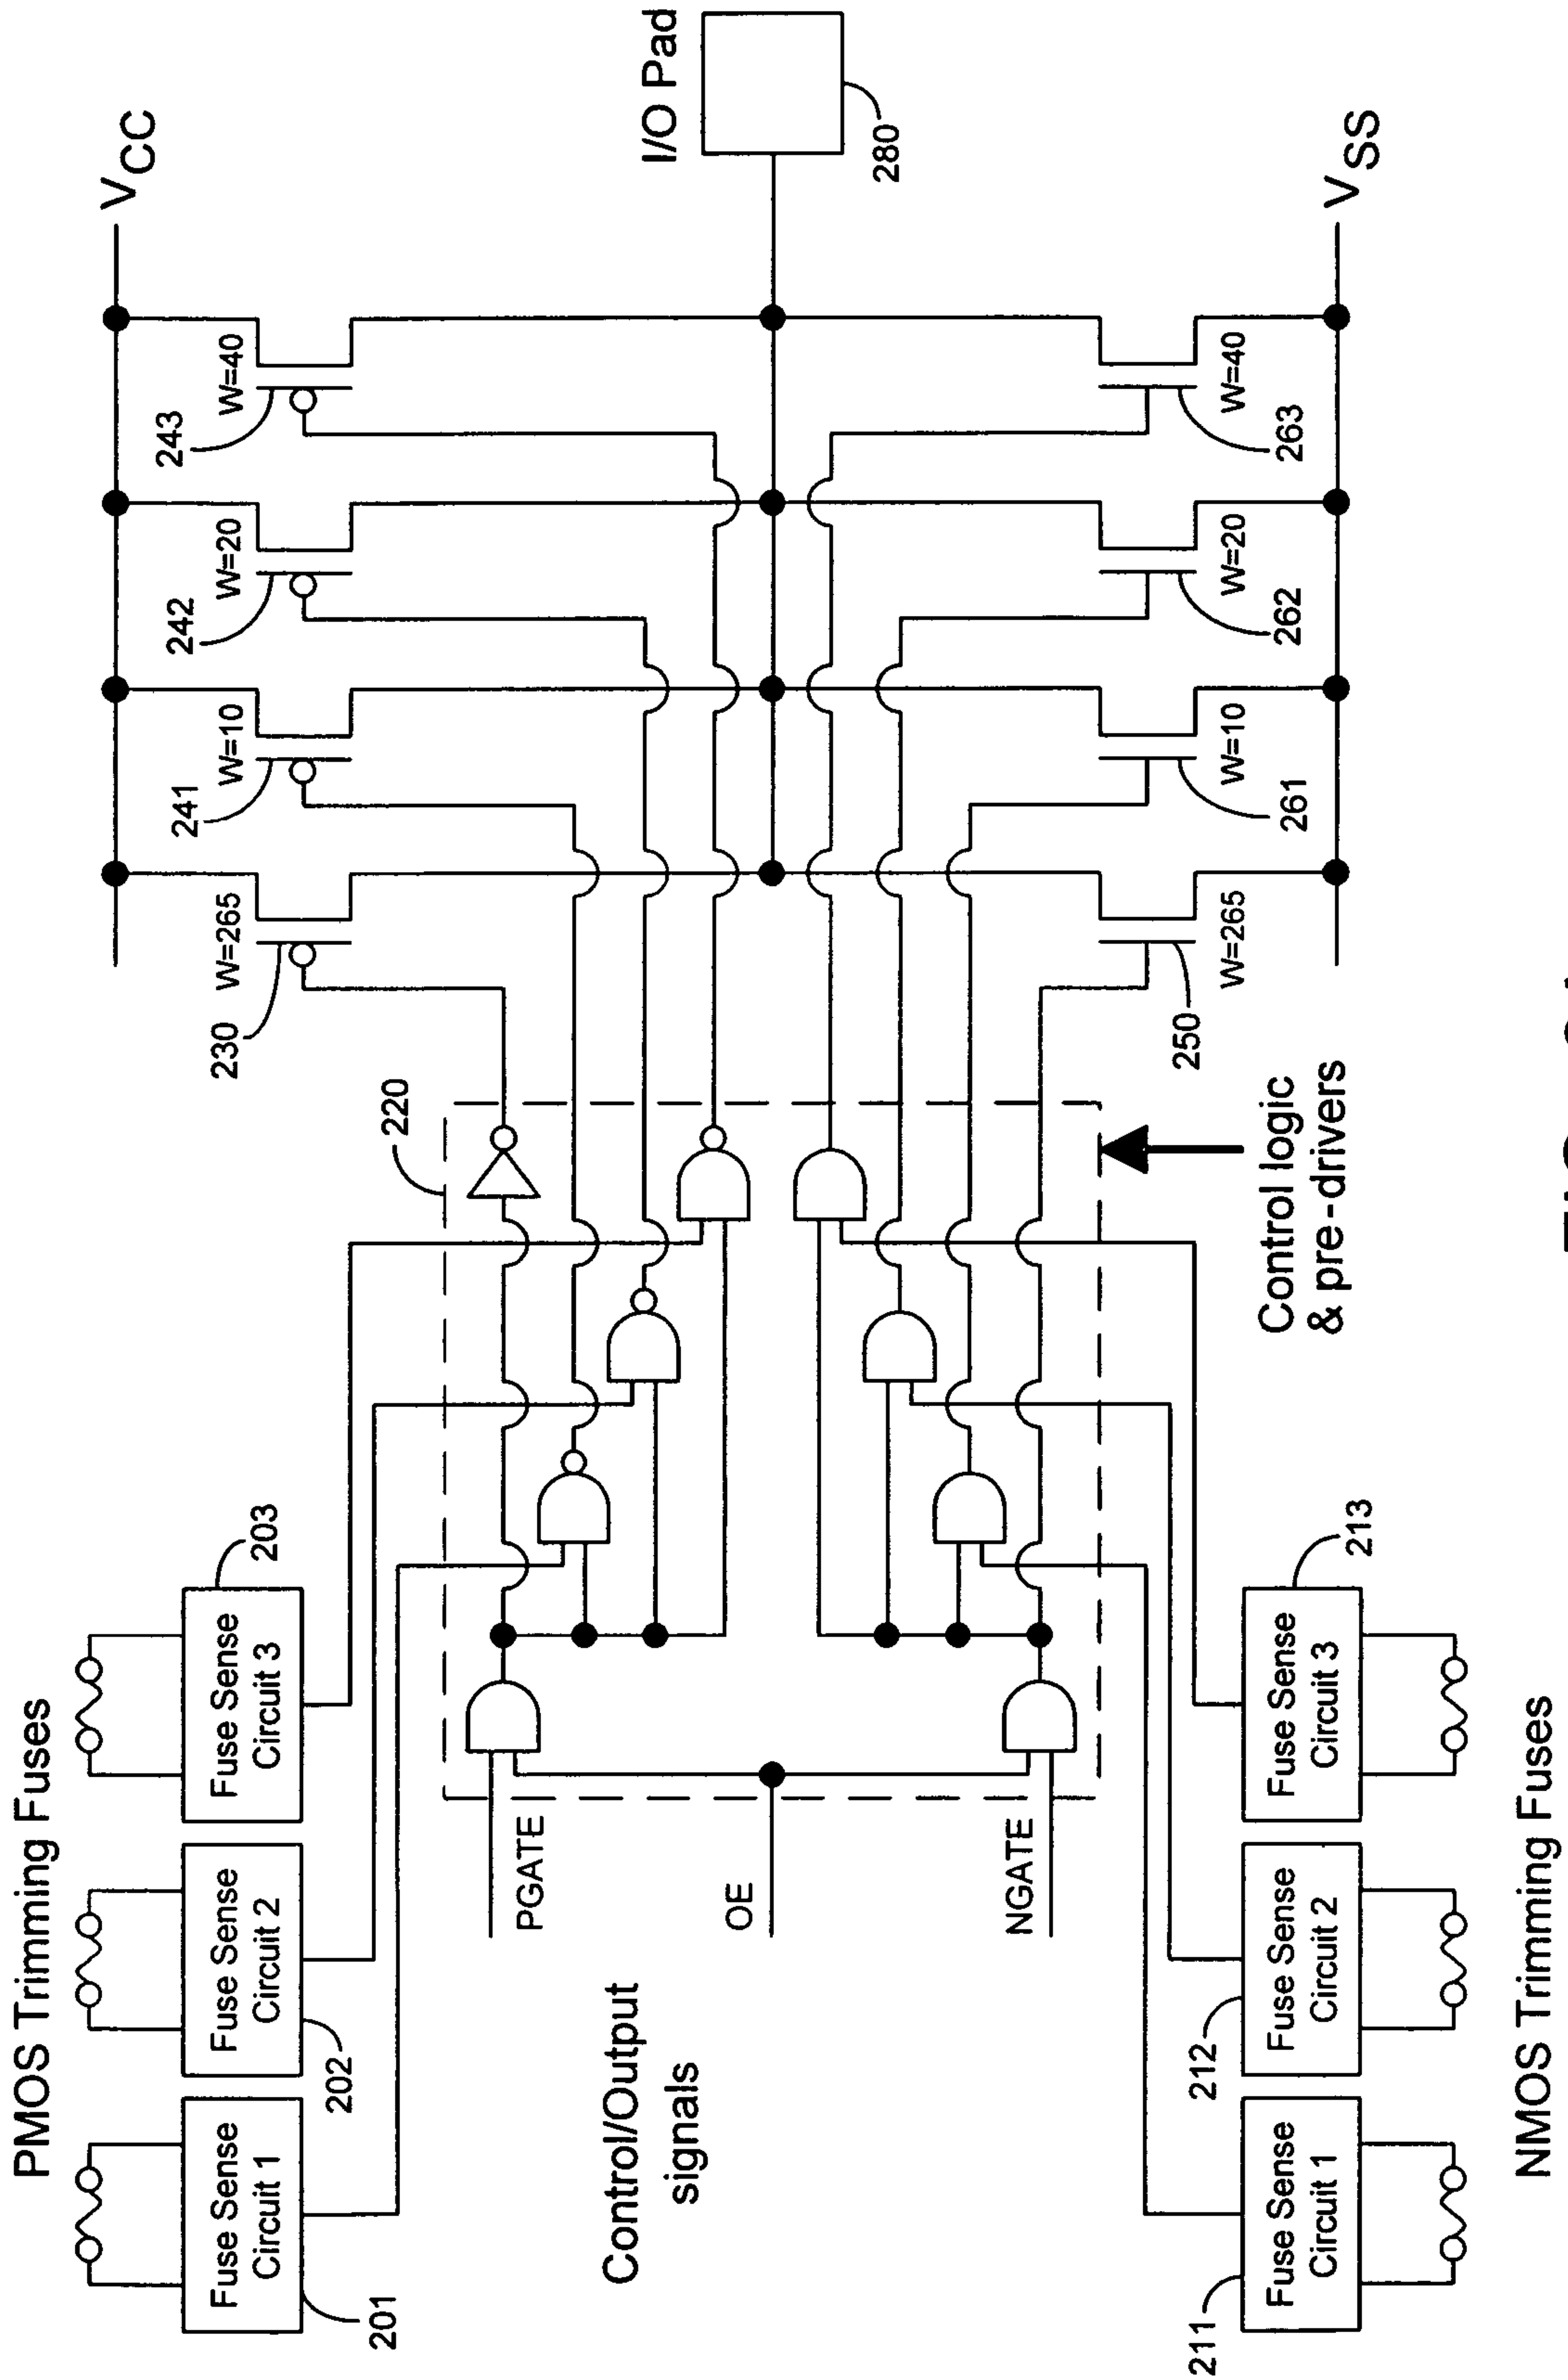 PMOS Trimming Fuses
Fuse Sense
Circuit 1
Fuse Sense
Circuit 2
Fuse Sense
Circuit 3
201
202
203
Control/Output
signals
PGATE
OE
NGATE
220
Control logic
& pre-drivers
Fuse Sense
Circuit 1
Fuse Sense
Circuit 2
Fuse Sense
Circuit 3
211
212
213
NMOS Trimming Fuses
VCC
230
W=265
241
W=10
242
W=20
243
W=40
I/O Pad
280
250
W=265
261
W=10
262
W=20
263
W=40
VSS